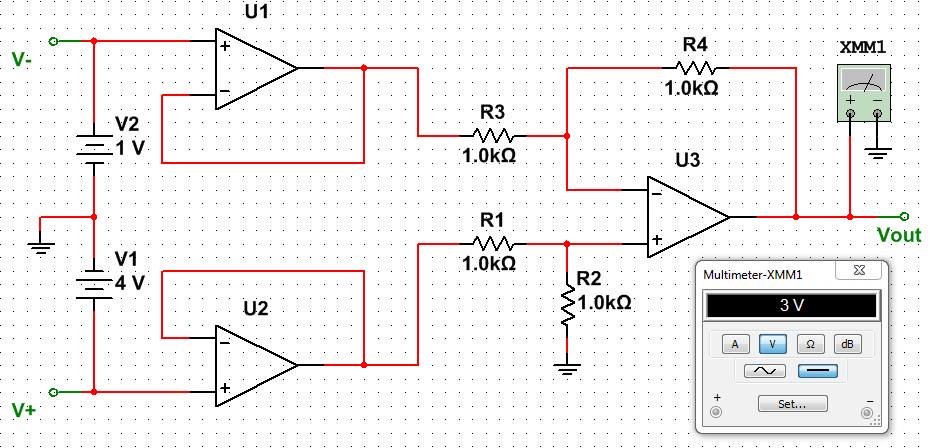 U1
V-
V2
1 V
R3
1.0kΩ
R4
1.0kΩ
XMM1
+ −
U3
Vout
V1
4 V
U2
V+
R1
1.0kΩ
R2
1.0kΩ
+
−
−
+
−
+
Multimeter-XMM1
3 V
A V Ω dB
+ −
Set...